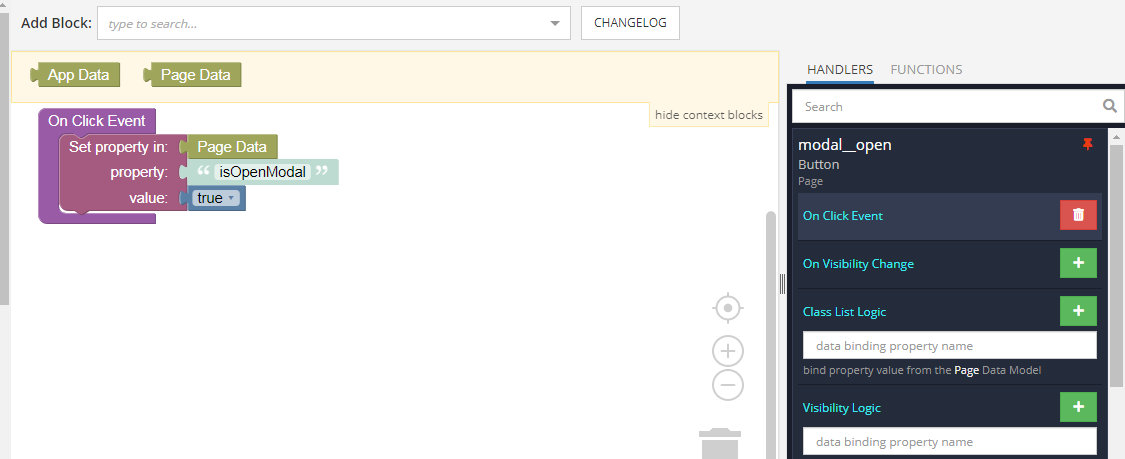 Add Block: type to search... CHANGELOG
App Data Page Data
hide context blocks
On Click Event
Set property in: Page Data
property: “ isOpenModal ”
value: true
HANDLERS FUNCTIONS
Search
modal__open
Button
Page
On Click Event
On Visibility Change
Class List Logic
data binding property name
bind property value from the Page Data Model
Visibility Logic
data binding property name